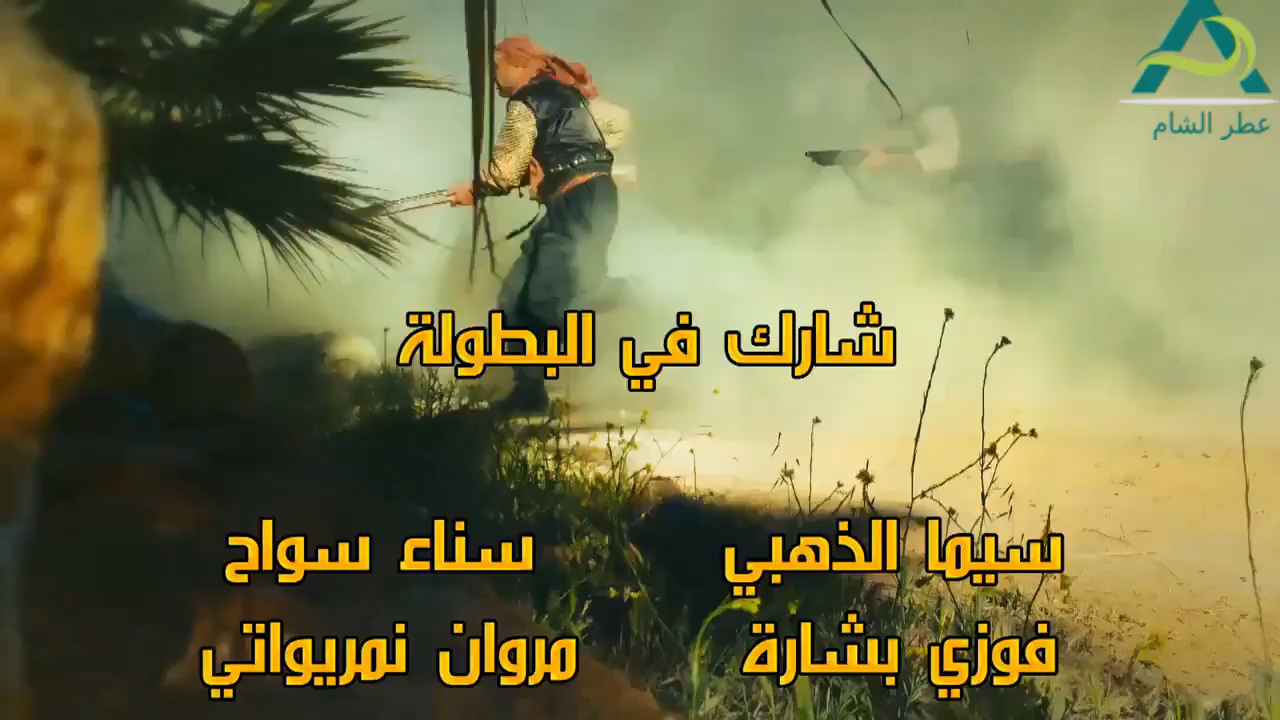 عطر الشام
شارك في البطولة
سيما الذهبي
سناء سواح
فوزي بشارة
مروان نمريواتي